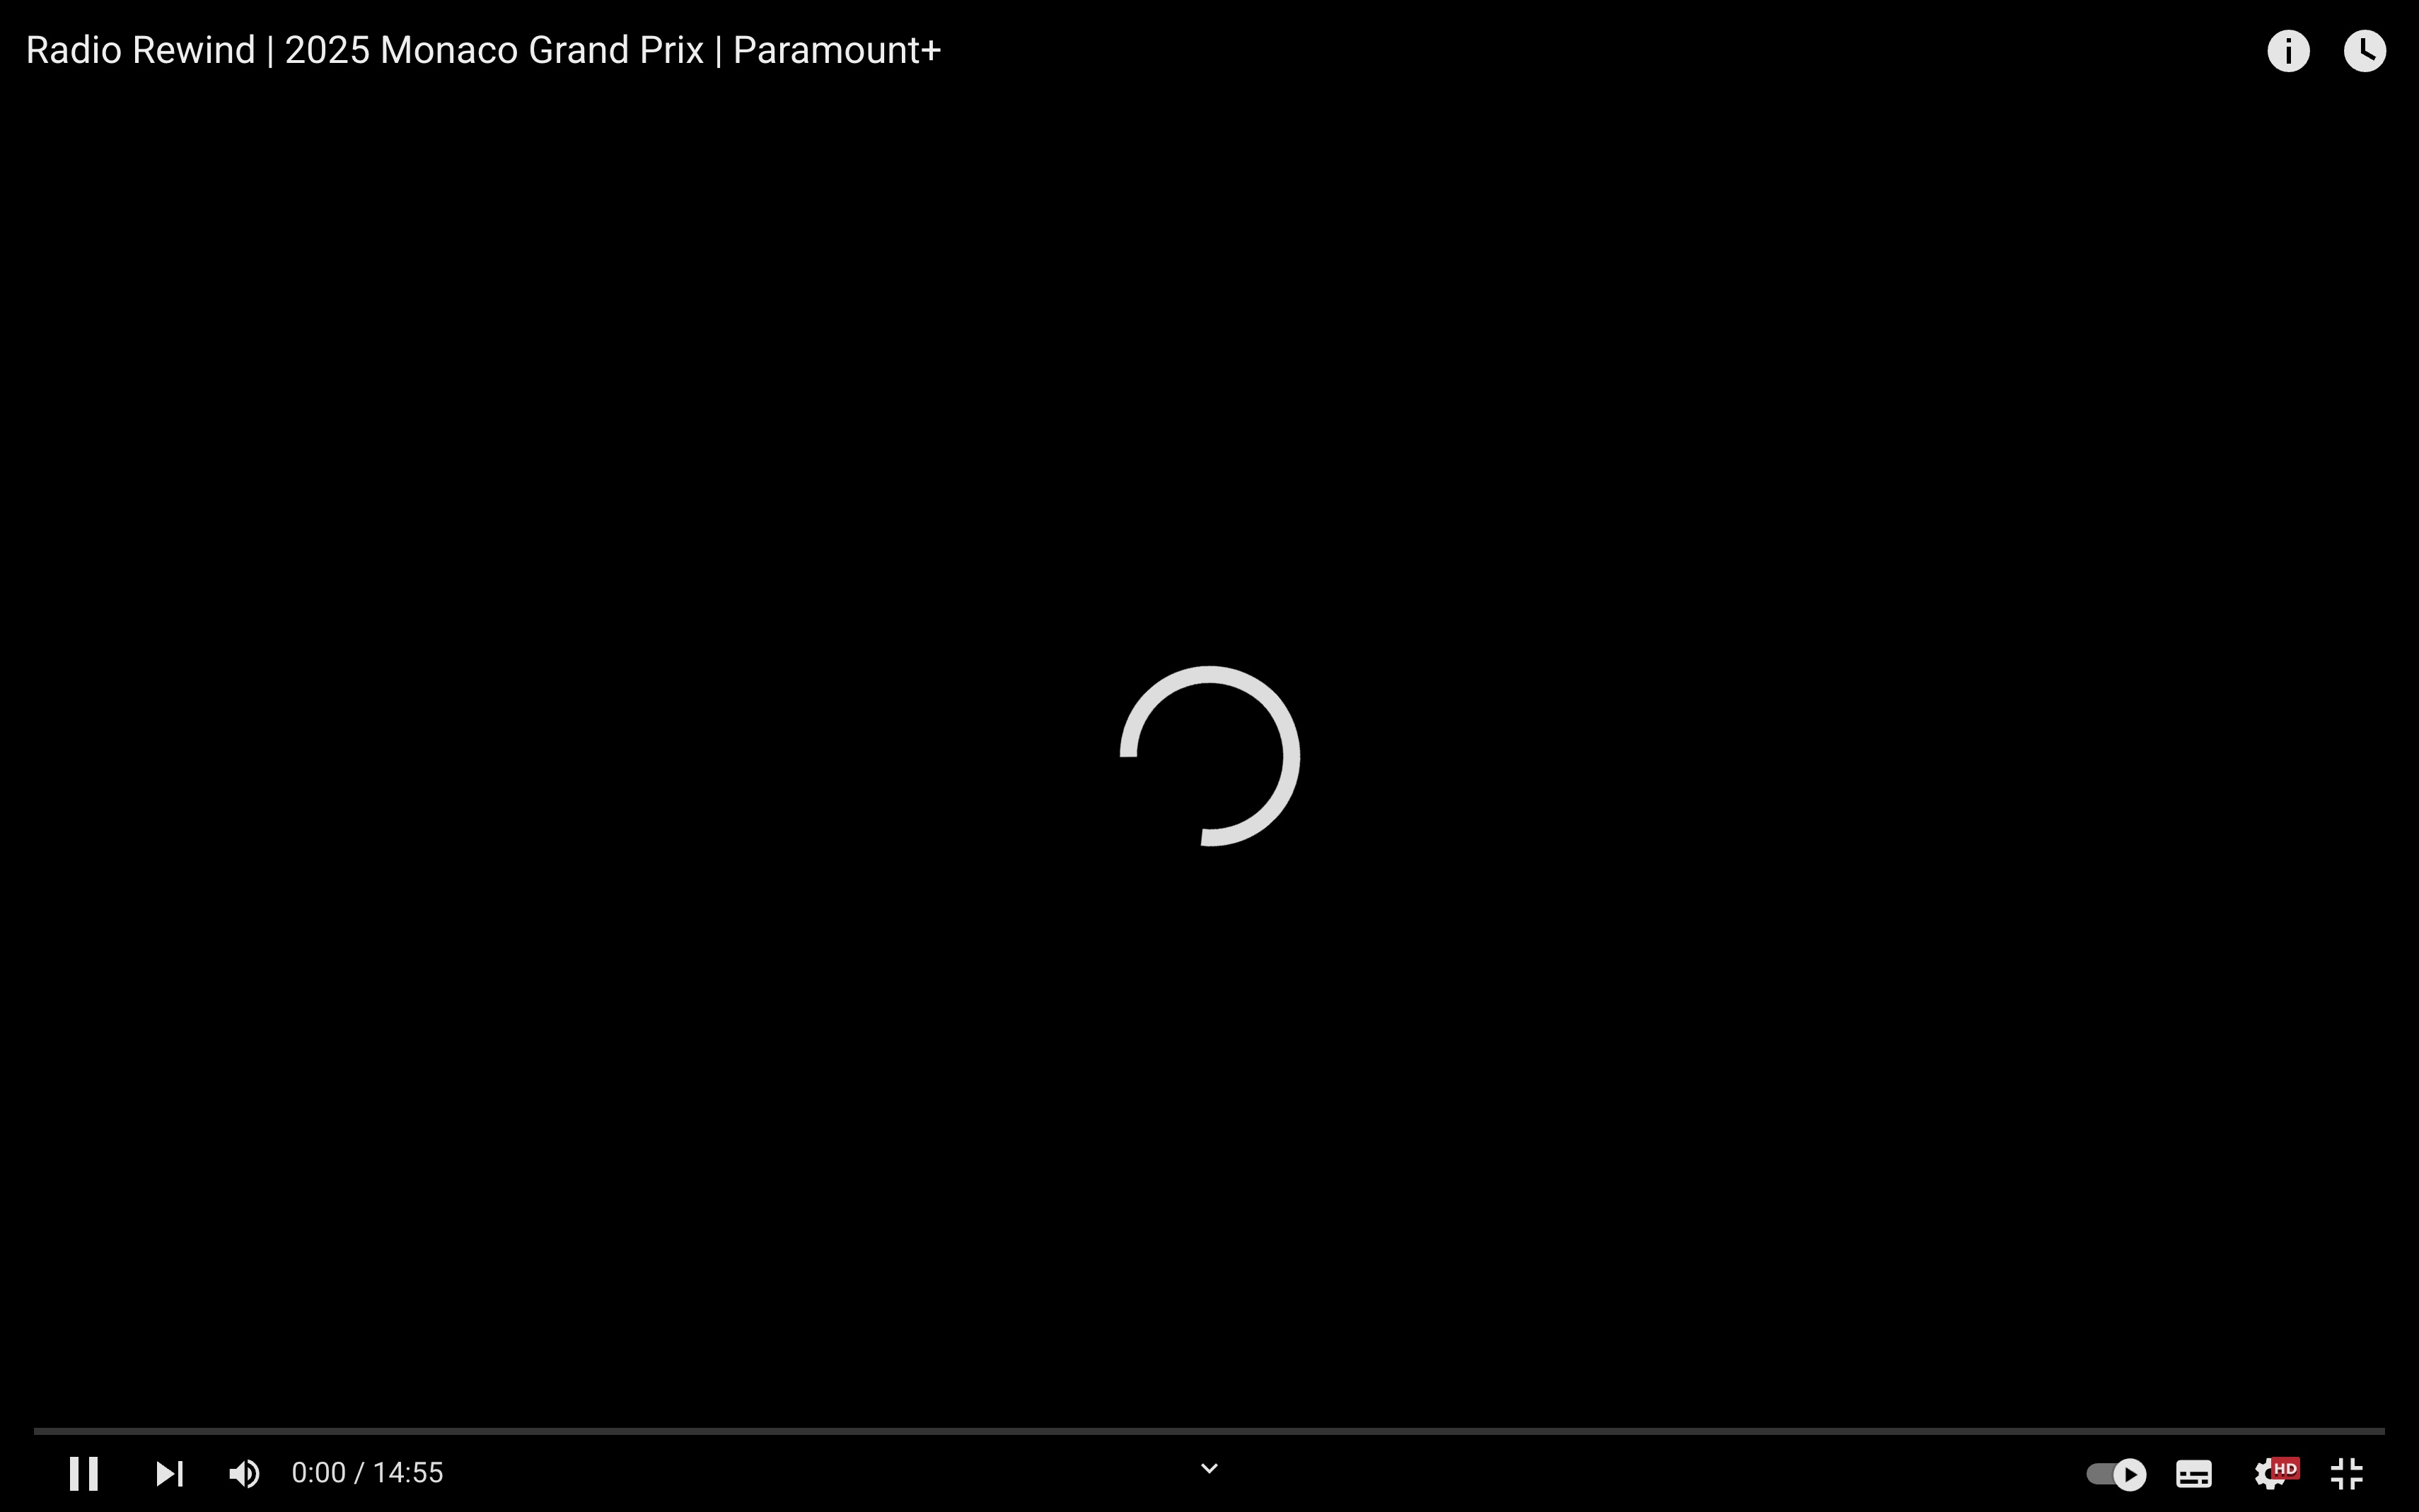 Radio Rewind | 2025 Monaco Grand Prix | Paramount+
0:00 / 14:55
HD